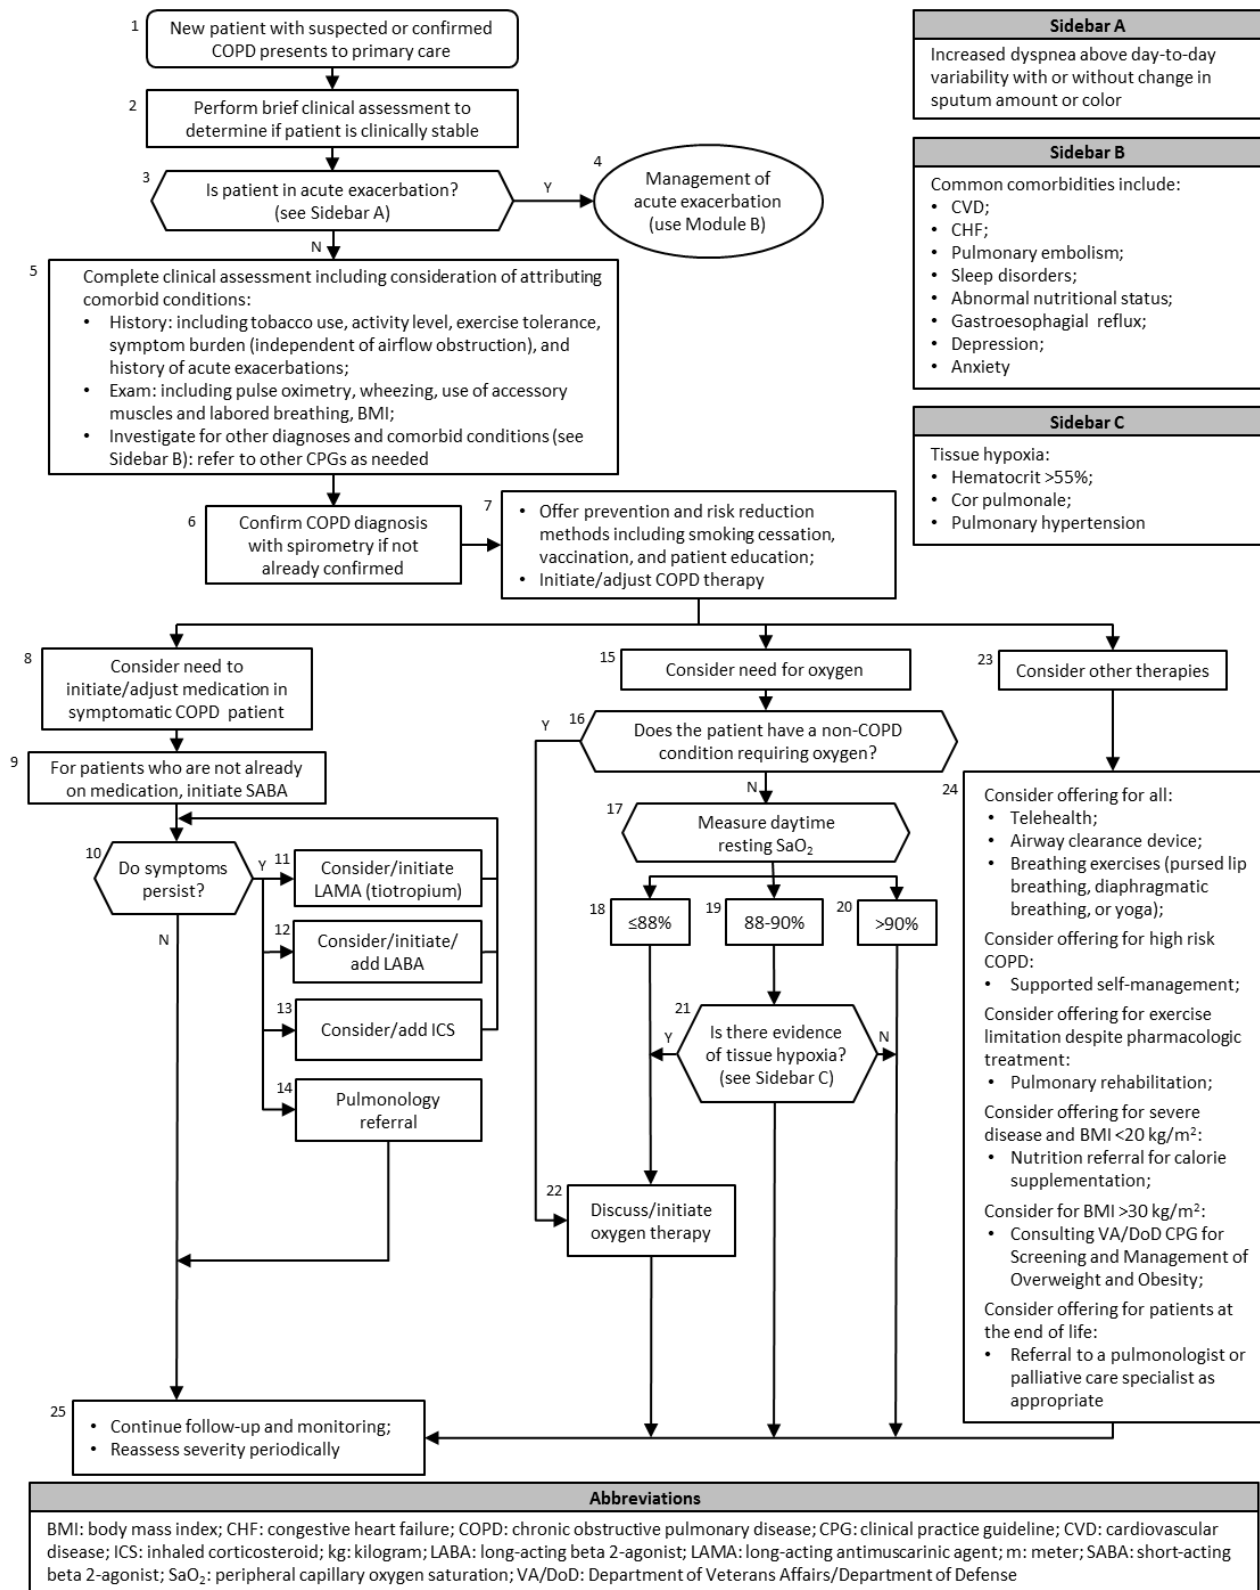 1
New patient with suspected or confirmed
COPD presents to primary care
2
Perform brief clinical assessment to
determine if patient is clinically stable
3
Is patient in acute exacerbation?
(see Sidebar A)
Y
4
Management of
acute exacerbation
(use Module B)
N
5
Complete clinical assessment including consideration of attributing
comorbid conditions:
• History: including tobacco use, activity level, exercise tolerance,
symptom burden (independent of airflow obstruction), and
history of acute exacerbations;
• Exam: including pulse oximetry, wheezing, use of accessory
muscles and labored breathing, BMI;
• Investigate for other diagnoses and comorbid conditions (see
Sidebar B): refer to other CPGs as needed
6
Confirm COPD diagnosis
with spirometry if not
already confirmed
7
• Offer prevention and risk reduction
methods including smoking cessation,
vaccination, and patient education;
• Initiate/adjust COPD therapy
Sidebar A
Increased dyspnea above day-to-day
variability with or without change in
sputum amount or color
Sidebar B
Common comorbidities include:
• CVD;
• CHF;
• Pulmonary embolism;
• Sleep disorders;
• Abnormal nutritional status;
• Gastroesophagial reflux;
• Depression;
• Anxiety
Sidebar C
Tissue hypoxia:
• Hematocrit >55%;
• Cor pulmonale;
• Pulmonary hypertension
8
Consider need to
initiate/adjust medication in
symptomatic COPD patient
9
For patients who are not already
on medication, initiate SABA
10
Do symptoms
persist?
Y
N
11
Consider/initiate
LAMA (tiotropium)
12
Consider/initiate/
add LABA
13
Consider/add ICS
14
Pulmonology
referral
15
Consider need for oxygen
16
Does the patient have a non-COPD
condition requiring oxygen?
Y
N
17
Measure daytime
resting SaO₂
18
≤88%
19
88-90%
20
>90%
21
Is there evidence
of tissue hypoxia?
(see Sidebar C)
Y
N
22
Discuss/initiate
oxygen therapy
23
Consider other therapies
24
Consider offering for all:
• Telehealth;
• Airway clearance device;
• Breathing exercises (pursed lip
breathing, diaphragmatic
breathing, or yoga);
Consider offering for high risk
COPD:
• Supported self-management;
Consider offering for exercise
limitation despite pharmacologic
treatment:
• Pulmonary rehabilitation;
Consider offering for severe
disease and BMI <20 kg/m²:
• Nutrition referral for calorie
supplementation;
Consider for BMI >30 kg/m²:
• Consulting VA/DoD CPG for
Screening and Management of
Overweight and Obesity;
Consider offering for patients at
the end of life:
• Referral to a pulmonologist or
palliative care specialist as
appropriate
25
• Continue follow-up and monitoring;
• Reassess severity periodically
Abbreviations
BMI: body mass index; CHF: congestive heart failure; COPD: chronic obstructive pulmonary disease; CPG: clinical practice guideline; CVD: cardiovascular
disease; ICS: inhaled corticosteroid; kg: kilogram; LABA: long-acting beta 2-agonist; LAMA: long-acting antimuscarinic agent; m: meter; SABA: short-acting
beta 2-agonist; SaO₂: peripheral capillary oxygen saturation; VA/DoD: Department of Veterans Affairs/Department of Defense